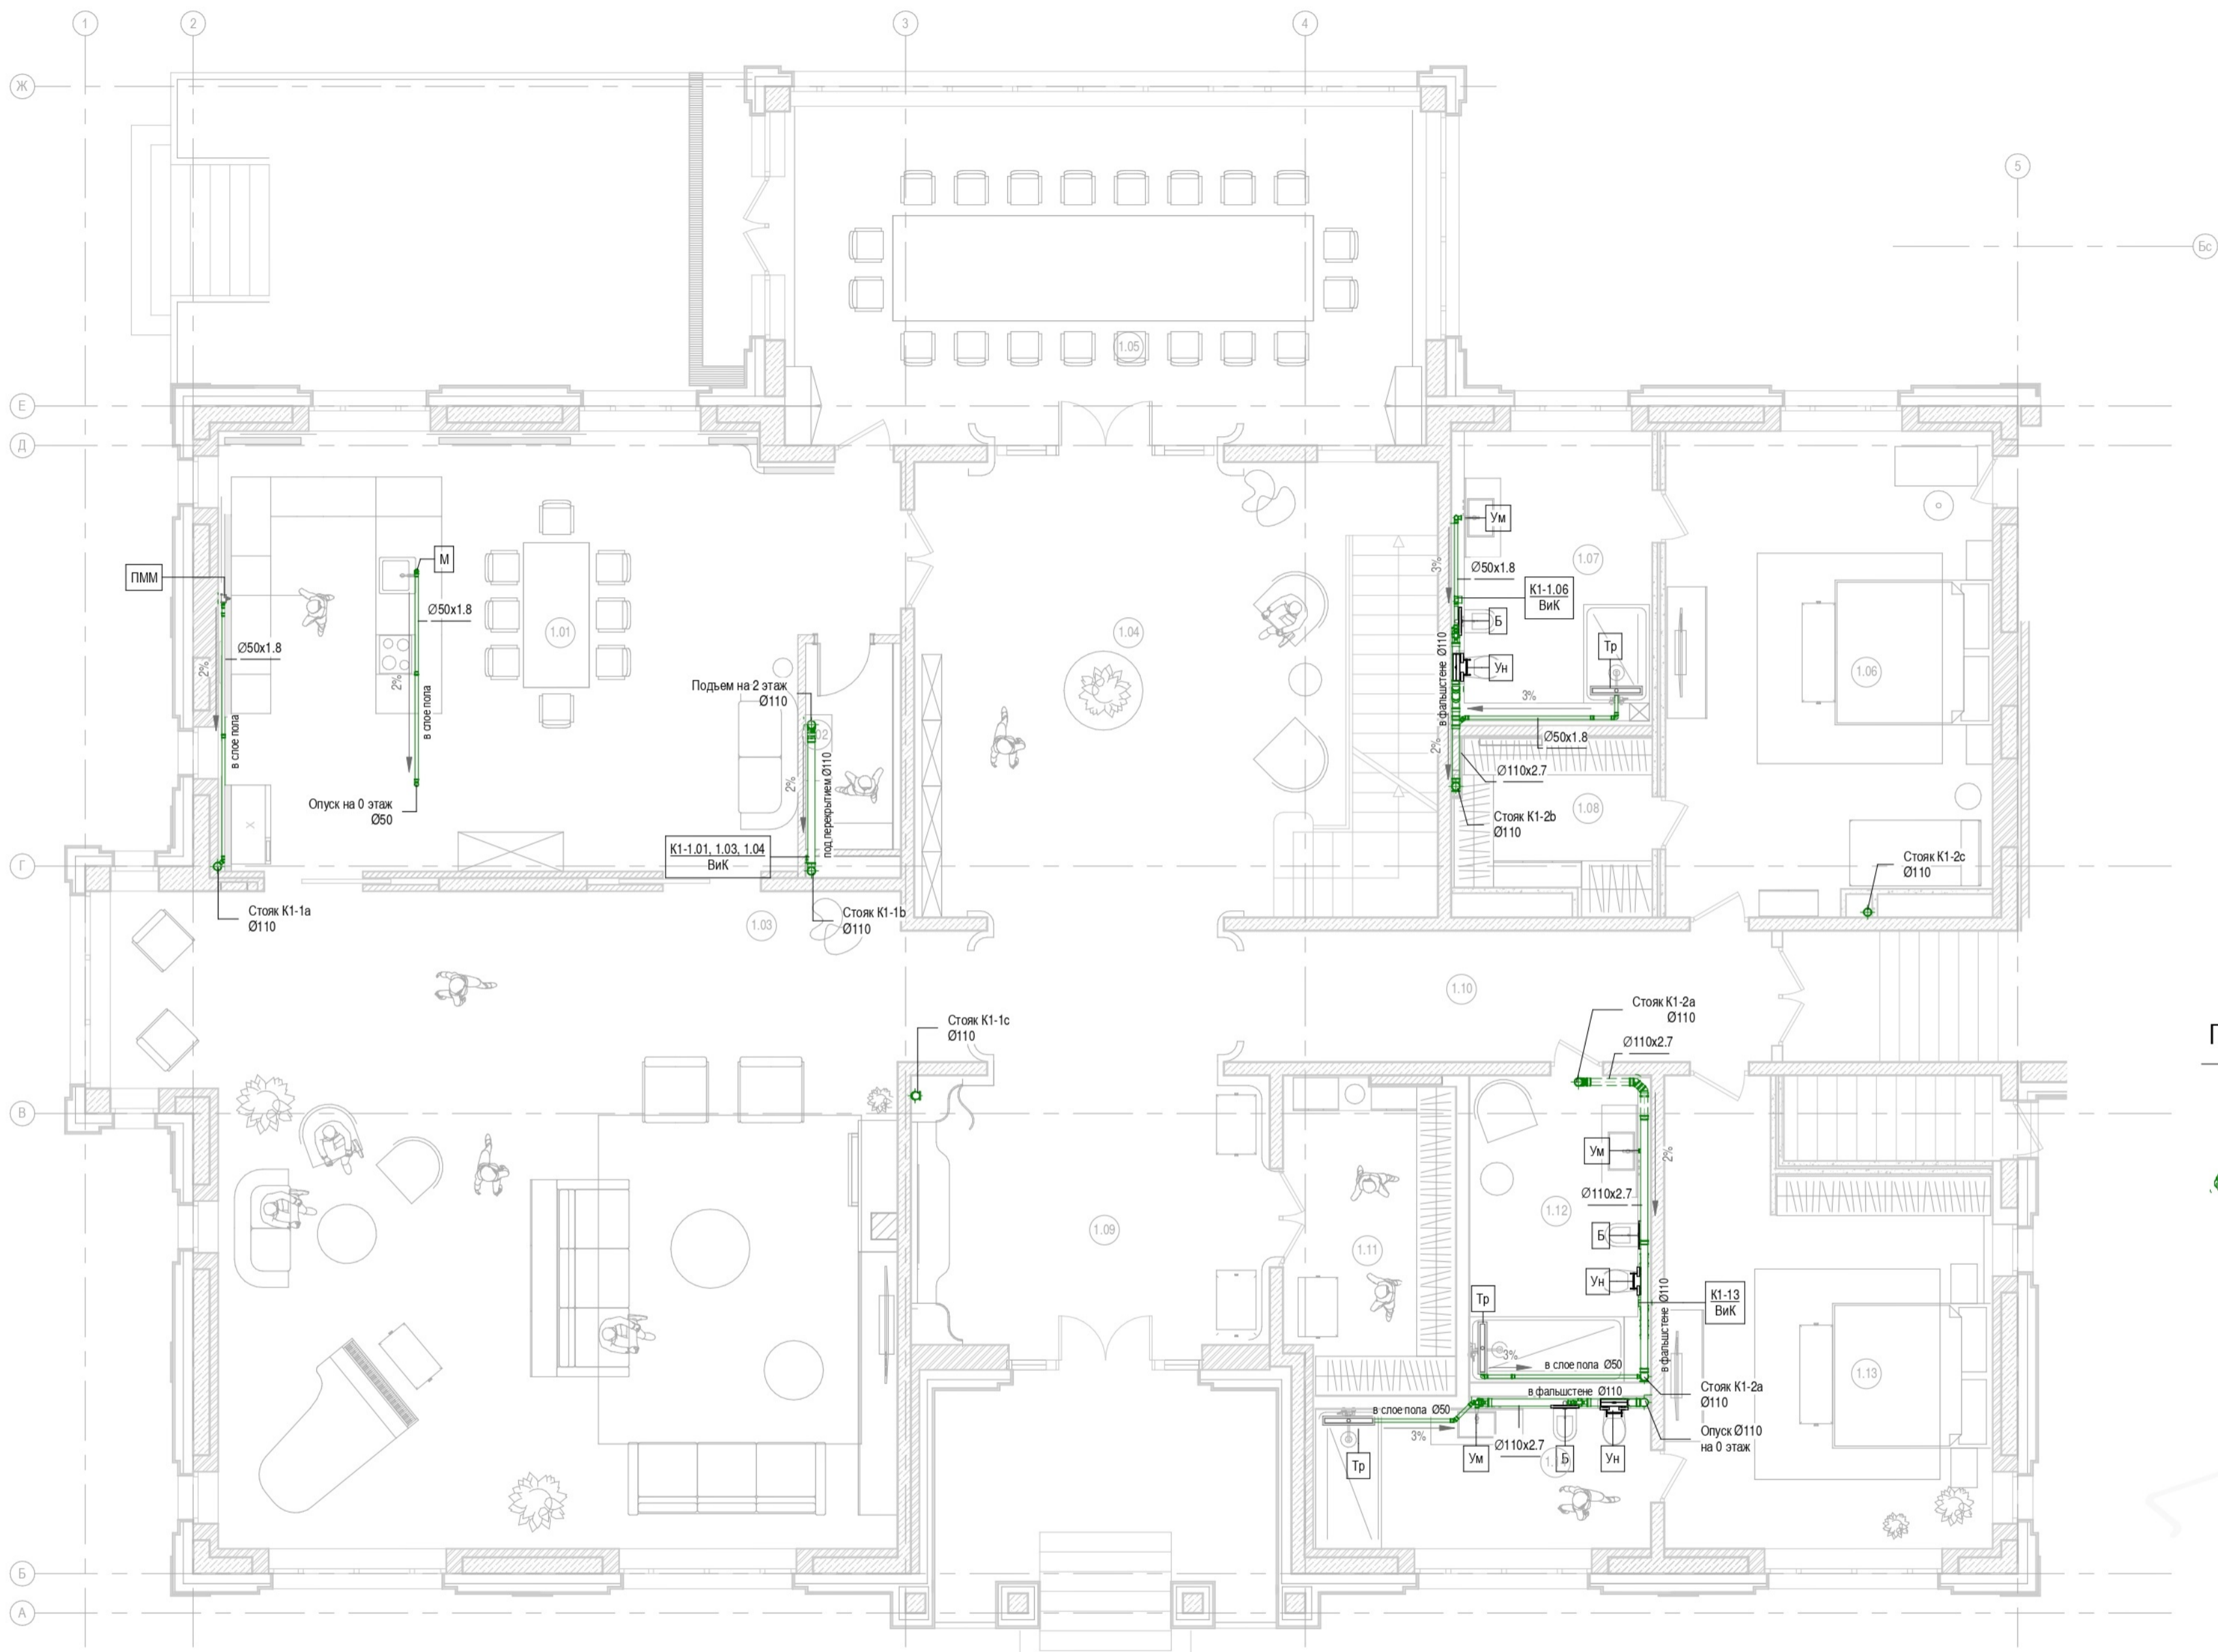 1
2
3
4
Ж
5
Бс
1.05
Е
Д
Ум
М
ПММ
1.07
3%
Ø50x1.8
К1-1.06
ВиК
Ø50x1.8
Б
1.01
1.04
Тр
Ø50x1.8
2%
Ун
1.06
2%
Подъем на 2 этаж
Ø110
3%
в фальшстене Ø110
в слое пола
в слое пола
Ø50x1.8
2%
Ø110x2.7
2%
под перекрытием Ø110
Опуск на 0 этаж
Ø50
1.08
Стояк К1-2b
Ø110
К1-1.01, 1.03, 1.04
ВиК
Г
Стояк К1-2c
Ø110
Стояк К1-1a
Ø110
1.03
Стояк К1-1b
Ø110
1.10
Стояк К1-2a
Ø110
Стояк К1-1c
Ø110
П
Ø110x2.7
В
Ум
2%
Ø110x2.7
1.12
1.09
Б
1.11
Ун
Тр
К1-13
ВиК
в фальшстене Ø110
3%
в слое пола Ø50
1.13
Стояк К1-2a
Ø110
в фальшстене Ø110
в слое пола Ø50
3%
Опуск Ø110
на 0 этаж
Ø110x2.7
Тр
Ум
Б
Ун
Б
А